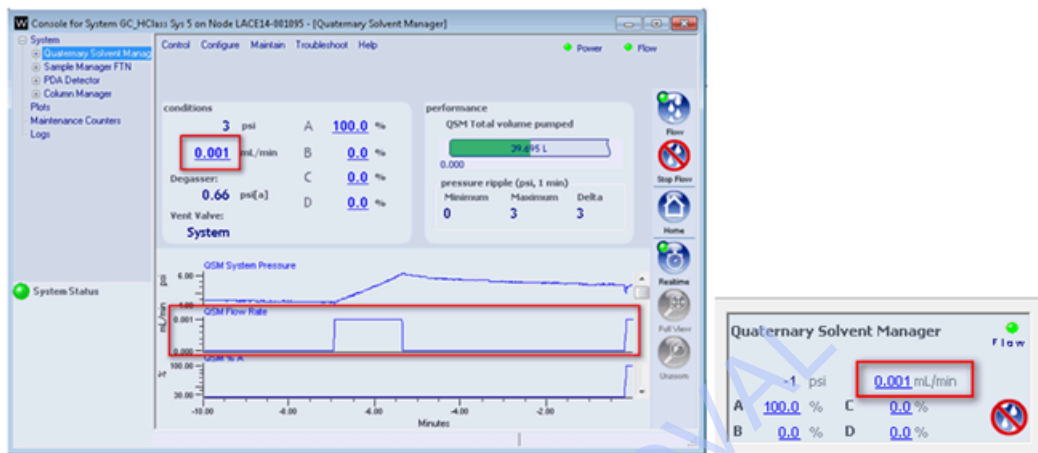 Console for System GC_HClass Sys 5 on Node LACE14-001095 - [Quaternary Solvent Manager]
System
Quaternary Solvent Manag
Sample Manager FTN
PDA Detector
Column Manager
Plots
Maintenance Counters
Logs
System Status
Control Configure Maintain Troubleshoot Help
Power
Flow
conditions
3 psi
A 100.0 %
0.001 mL/min
B 0.0 %
Degasser:
C 0.0 %
0.66 psi[a]
D 0.0 %
Vent Valve:
System
performance
QSM Total volume pumped
39.695 L
0.000
pressure ripple (psi, 1 min)
Minimum Maximum Delta
0 3 3
Flow
Stop Flow
Home
Realtime
Full View
Unzoom
QSM System Pressure
psi
6.00
1.00
QSM Flow Rate
mL/min
0.001
0.000
QSM % A
%
100.00
30.00
-10.00 -8.00 -6.00 -4.00 -2.00
Minutes
Quaternary Solvent Manager
Flow
-1 psi
0.001 mL/min
A 100.0 % C 0.0 %
B 0.0 % D 0.0 %
OVAL